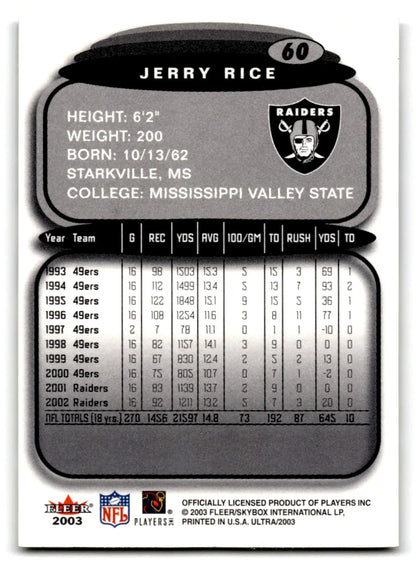 60
JERRY RICE
HEIGHT: 6'2"
WEIGHT: 200
BORN: 10/13/62
STARKVILLE, MS
COLLEGE: MISSISSIPPI VALLEY STATE
RAIDERS
Year Team G REC YDS AVG 100/GM TD RUSH YDS TD
1993 49ers 16 98 1503 15.3 5 15 3 69 1
1994 49ers 16 112 1499 13.4 5 13 7 93 2
1995 49ers 16 122 1848 15.1 9 15 5 36 1
1996 49ers 16 108 1254 11.6 3 8 11 77 1
1997 49ers 2 7 78 11.1 0 1 1 -10 0
1998 49ers 16 82 1157 14.1 3 9 0 0 0
1999 49ers 16 67 830 12.4 2 5 2 13 0
2000 49ers 16 75 805 10.7 0 7 1 -2 0
2001 Raiders 16 83 1139 13.7 2 9 0 0 0
2002 Raiders 16 92 1211 13.2 5 7 3 20 0
NFL TOTALS (18 yrs.) 270 1456 21597 14.8 73 192 87 645 10
FLEER
2003
NFL
PLAYERS INC
OFFICIALLY LICENSED PRODUCT OF PLAYERS INC
© 2003 FLEER/SKYBOX INTERNATIONAL LP,
PRINTED IN U.S.A. ULTRA/2003